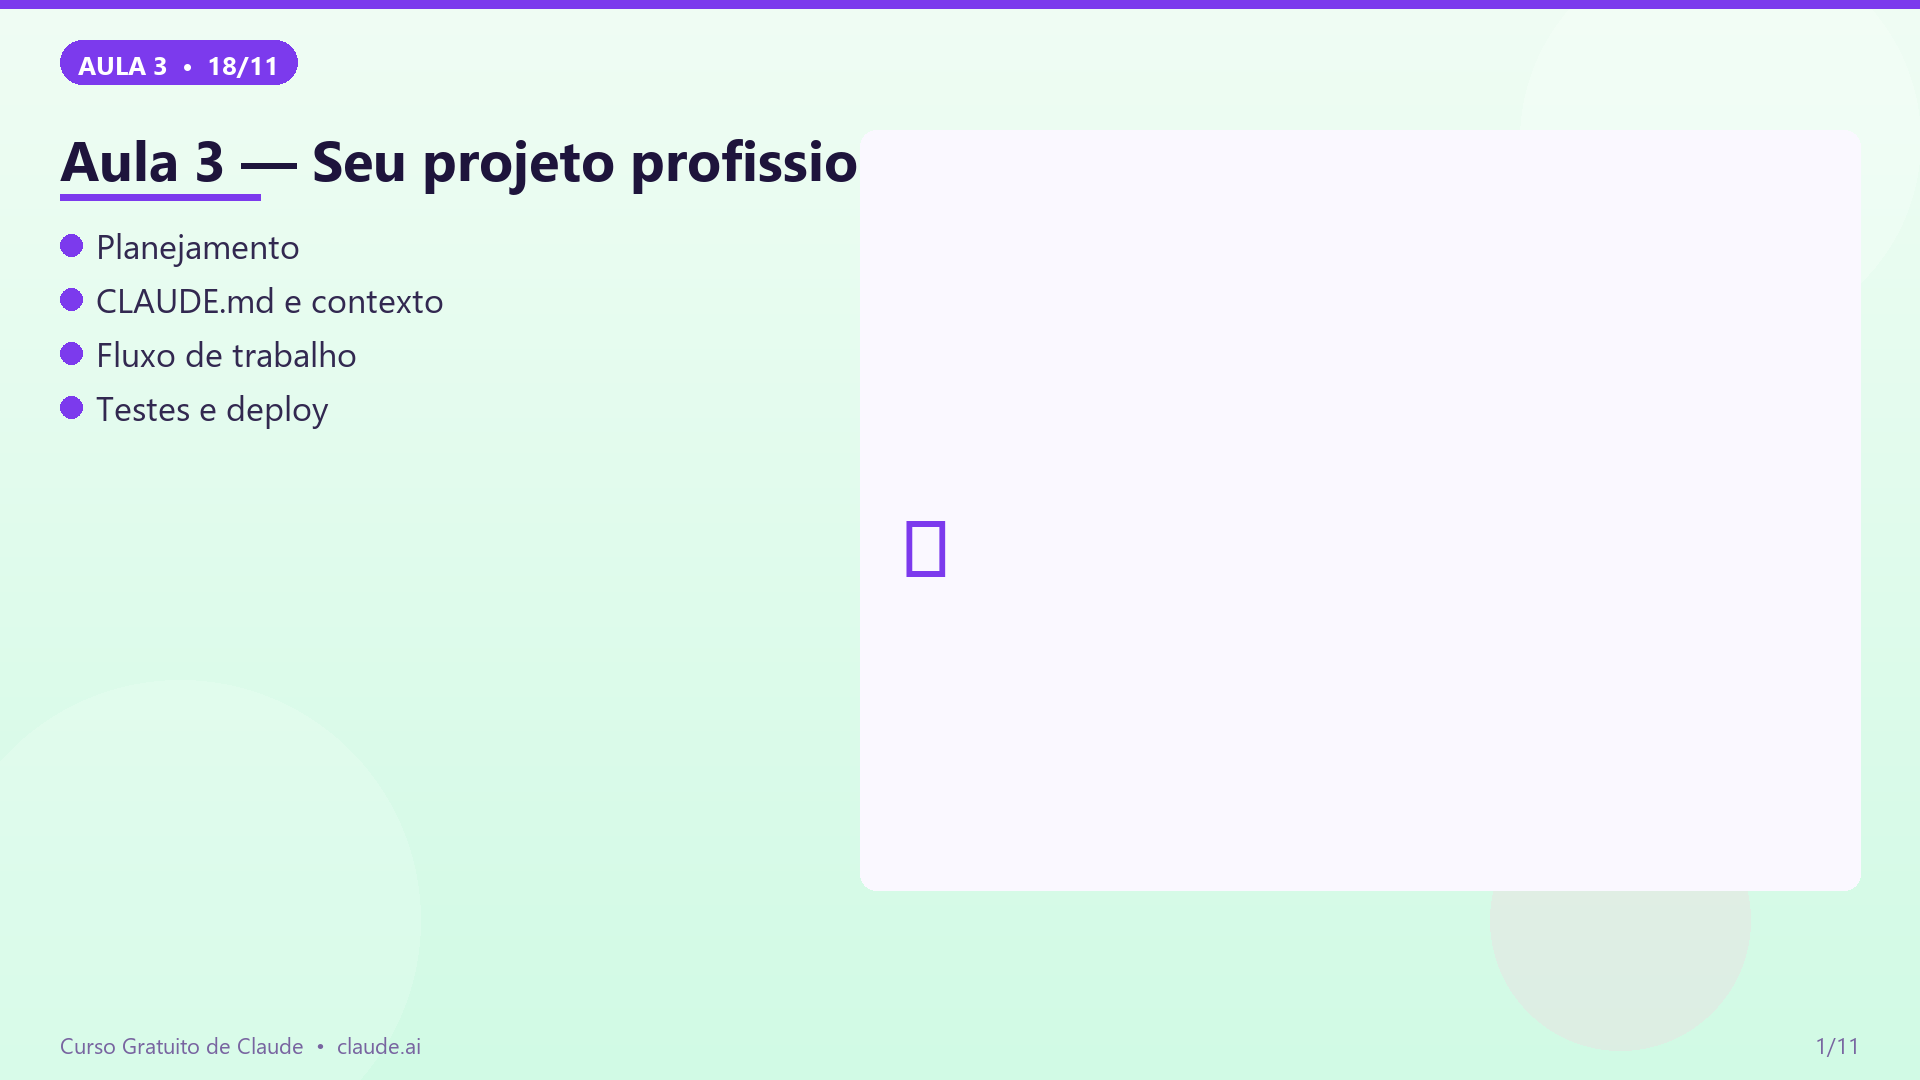 AULA 3 • 18/11
Aula 3 — Seu projeto profissio
Planejamento
CLAUDE.md e contexto
Fluxo de trabalho
Testes e deploy
Curso Gratuito de Claude • claude.ai
1/11